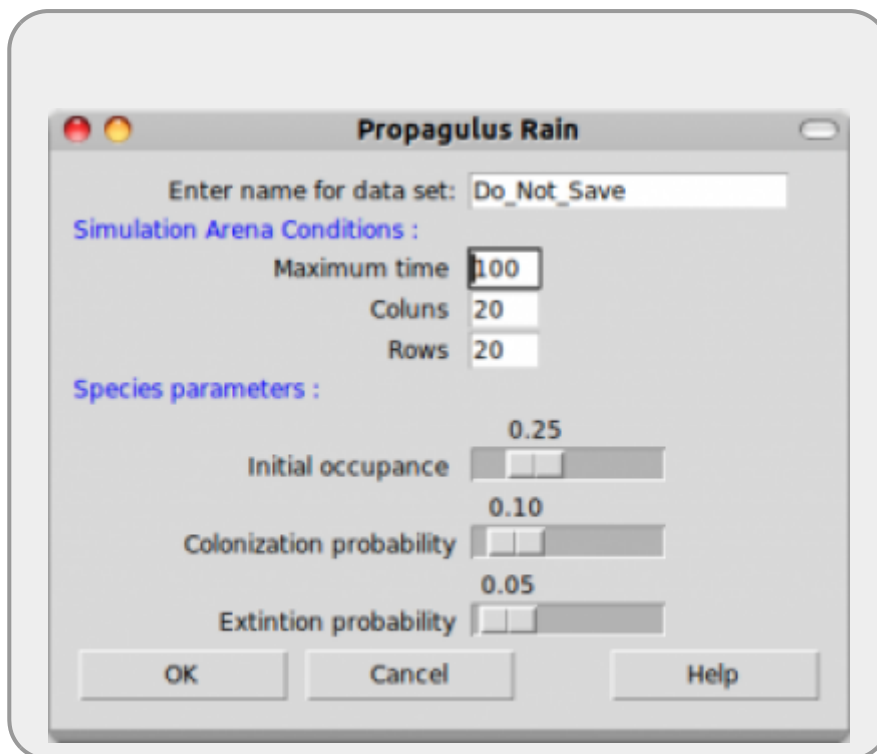 Propagulus Rain
Enter name for data set: Do_Not_Save
Simulation Arena Conditions :
Maximum time 100
Coluns 20
Rows 20
Species parameters :
0.25
Initial occupance
0.10
Colonization probability
0.05
Extintion probability
OK Cancel Help